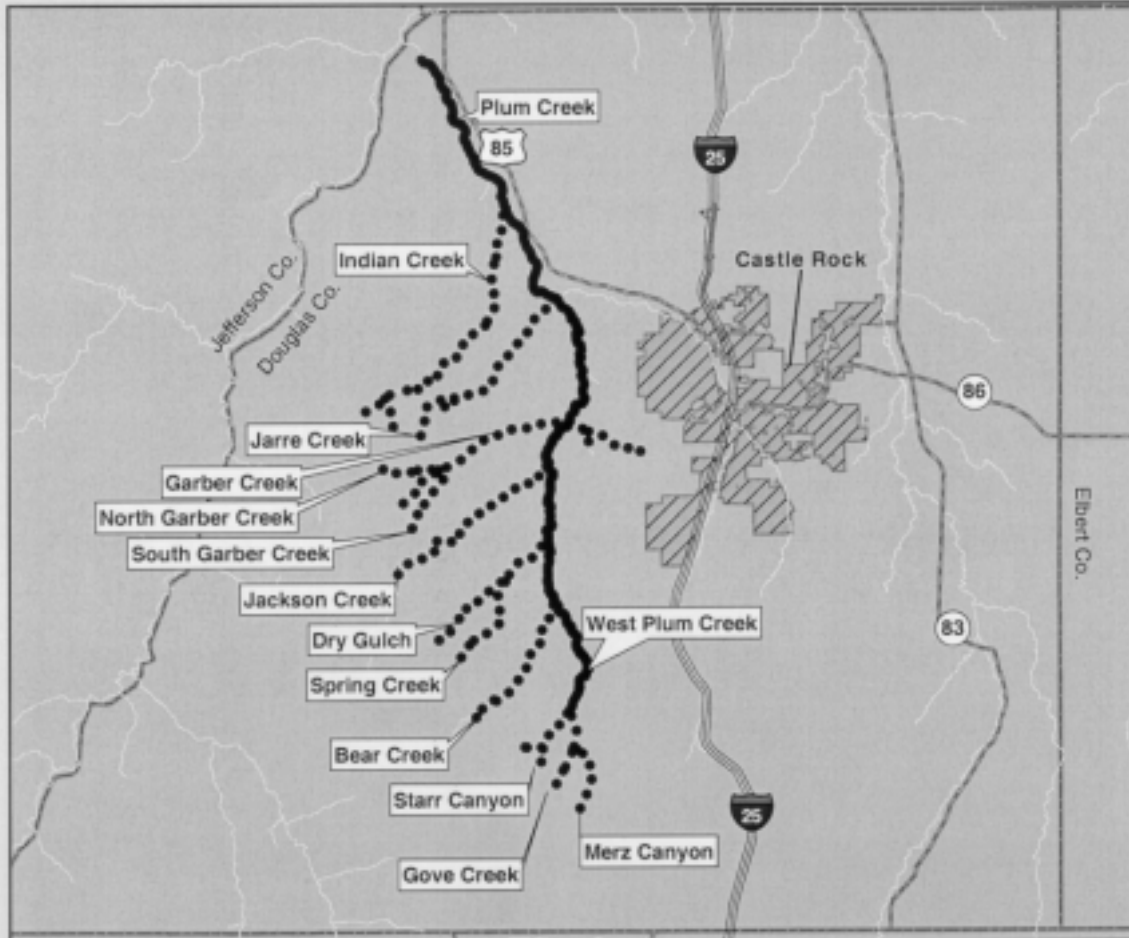 Plum Creek
85
25
Indian Creek
Castle Rock
Jefferson Co.
Douglas Co.
86
Jarre Creek
Garber Creek
North Garber Creek
South Garber Creek
Elbert Co.
Jackson Creek
West Plum Creek
83
Dry Gulch
Spring Creek
Bear Creek
Starr Canyon
25
Merz Canyon
Gove Creek